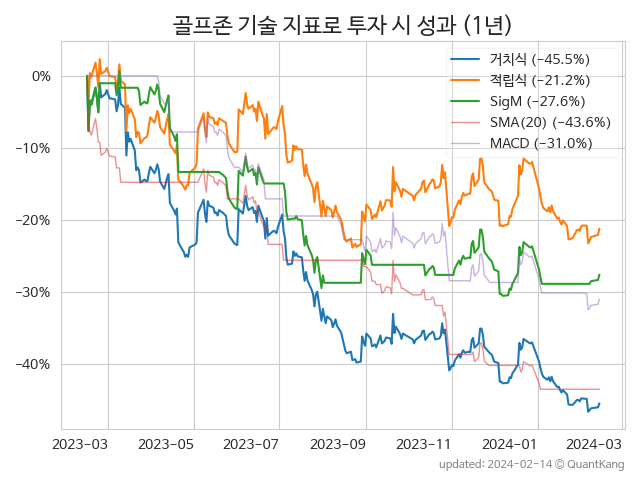 골프존 기술 지표로 투자 시 성과 (1년)
거치식 (−45.5%)
적립식 (−21.2%)
SigM (−27.6%)
SMA(20) (−43.6%)
MACD (−31.0%)
0%
−10%
−20%
−30%
−40%
2023-03 2023-05 2023-07 2023-09 2023-11 2024-01 2024-03
updated: 2024-02-14 © QuantKang